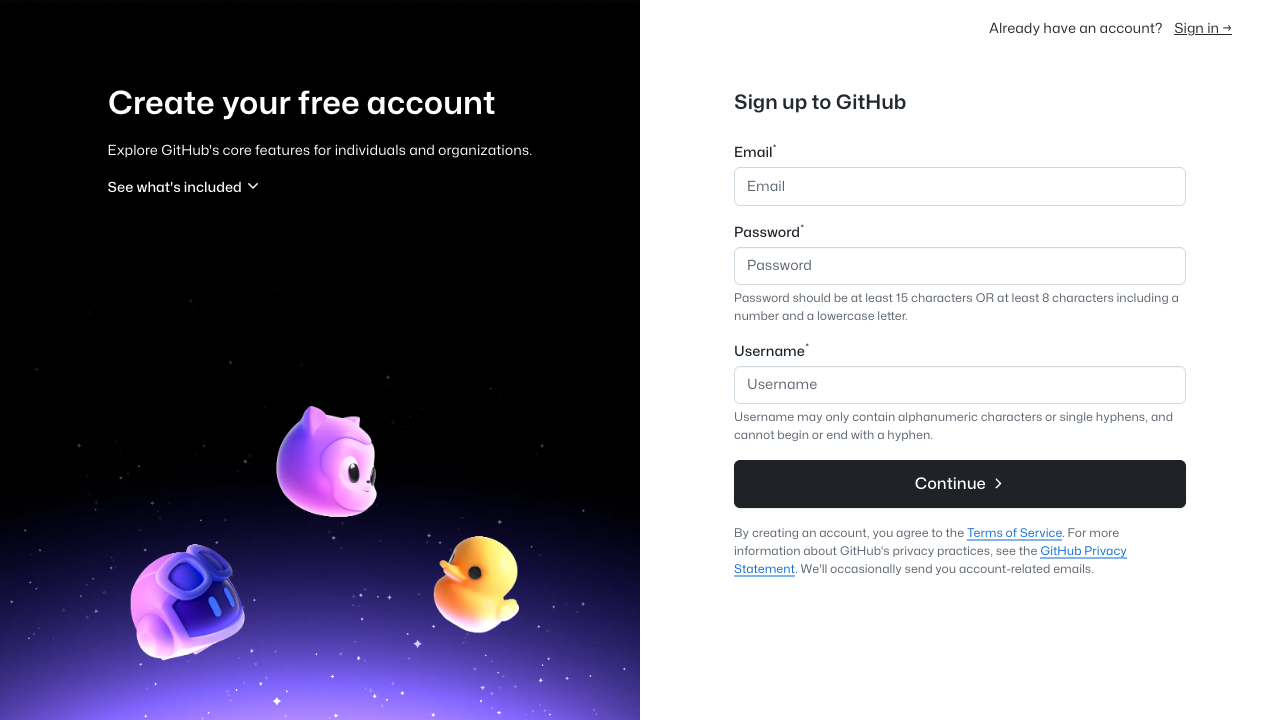 Already have an account? Sign in →
Create your free account
Explore GitHub's core features for individuals and organizations.
See what's included
Sign up to GitHub
Email*
Email
Password*
Password
Password should be at least 15 characters OR at least 8 characters including a
number and a lowercase letter.
Username*
Username
Username may only contain alphanumeric characters or single hyphens, and
cannot begin or end with a hyphen.
Continue
By creating an account, you agree to the Terms of Service. For more
information about GitHub's privacy practices, see the GitHub Privacy
Statement. We'll occasionally send you account-related emails.